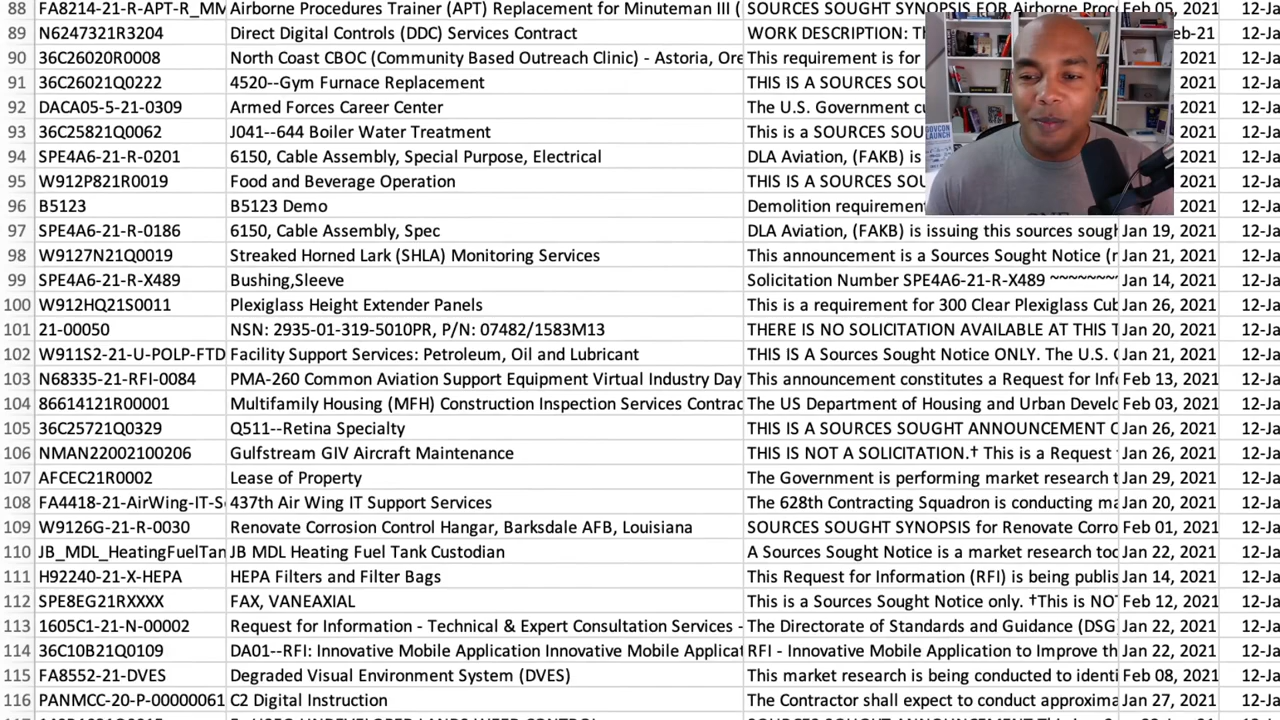 88 FA8214-21-R-APT-R_MM Airborne Procedures Trainer (APT) Replacement for Minuteman III ( SOURCES SOUGHT SYNOPSIS FOR Airborne Proc Feb 05, 2021 12-Ja
89 N6247321R3204 Direct Digital Controls (DDC) Services Contract WORK DESCRIPTION: Th eb-21 12-Ja
90 36C26020R0008 North Coast CBOC (Community Based Outreach Clinic) - Astoria, Ore This requirement is for 2021 12-Ja
91 36C26021Q0222 4520--Gym Furnace Replacement THIS IS A SOURCES SOU 2021 12-Ja
92 DACA05-5-21-0309 Armed Forces Career Center The U.S. Government cu 2021 12-Ja
93 36C25821Q0062 J041--644 Boiler Water Treatment This is a SOURCES SOU 2021 12-Ja
94 SPE4A6-21-R-0201 6150, Cable Assembly, Special Purpose, Electrical DLA Aviation, (FAKB) is 2021 12-Ja
95 W912P821R0019 Food and Beverage Operation THIS IS A SOURCES SOU 2021 12-Ja
96 B5123 B5123 Demo Demolition requirement 2021 12-Ja
97 SPE4A6-21-R-0186 6150, Cable Assembly, Spec DLA Aviation, (FAKB) is issuing this sources sough Jan 19, 2021 12-Ja
98 W9127N21Q0019 Streaked Horned Lark (SHLA) Monitoring Services This announcement is a Sources Sought Notice (r Jan 21, 2021 12-Ja
99 SPE4A6-21-R-X489 Bushing,Sleeve Solicitation Number SPE4A6-21-R-X489 ~~~~~~~~ Jan 14, 2021 12-Ja
100 W912HQ21S0011 Plexiglass Height Extender Panels This is a requirement for 300 Clear Plexiglass Cub Jan 26, 2021 12-Ja
101 21-00050 NSN: 2935-01-319-5010PR, P/N: 07482/1583M13 THERE IS NO SOLICITATION AVAILABLE AT THIS T Jan 20, 2021 12-Ja
102 W911S2-21-U-POLP-FTD Facility Support Services: Petroleum, Oil and Lubricant THIS IS A Sources Sought Notice ONLY. The U.S. G Jan 21, 2021 12-Ja
103 N68335-21-RFI-0084 PMA-260 Common Aviation Support Equipment Virtual Industry Day This announcement constitutes a Request for Info Feb 13, 2021 12-Ja
104 86614121R00001 Multifamily Housing (MFH) Construction Inspection Services Contrac The US Department of Housing and Urban Develo Feb 03, 2021 12-Ja
105 36C25721Q0329 Q511--Retina Specialty THIS IS A SOURCES SOUGHT ANNOUNCEMENT O Jan 26, 2021 12-Ja
106 NMAN22002100206 Gulfstream GIV Aircraft Maintenance THIS IS NOT A SOLICITATION.† This is a Request Jan 26, 2021 12-Ja
107 AFCEC21R0002 Lease of Property The Government is performing market research t Jan 29, 2021 12-Ja
108 FA4418-21-AirWing-IT-S 437th Air Wing IT Support Services The 628th Contracting Squadron is conducting ma Jan 20, 2021 12-Ja
109 W9126G-21-R-0030 Renovate Corrosion Control Hangar, Barksdale AFB, Louisiana SOURCES SOUGHT SYNOPSIS for Renovate Corro Feb 01, 2021 12-Ja
110 JB_MDL_HeatingFuelTan JB MDL Heating Fuel Tank Custodian A Sources Sought Notice is a market research too Jan 22, 2021 12-Ja
111 H92240-21-X-HEPA HEPA Filters and Filter Bags This Request for Information (RFI) is being publis Jan 14, 2021 12-Ja
112 SPE8EG21RXXXX FAX, VANEAXIAL This is a Sources Sought Notice only. †This is NOT Feb 12, 2021 12-Ja
113 1605C1-21-N-00002 Request for Information - Technical & Expert Consultation Services - The Directorate of Standards and Guidance (DSG Jan 22, 2021 12-Ja
114 36C10B21Q0109 DA01--RFI: Innovative Mobile Application Innovative Mobile Applicat RFI - Innovative Mobile Application to Improve th Jan 22, 2021 12-Ja
115 FA8552-21-DVES Degraded Visual Environment System (DVES) This market research is being conducted to identi Feb 08, 2021 12-Ja
116 PANMCC-20-P-00000061 C2 Digital Instruction The Contractor shall expect to conduct approxima Jan 27, 2021 12-Ja
GOVCON
LAUNCH